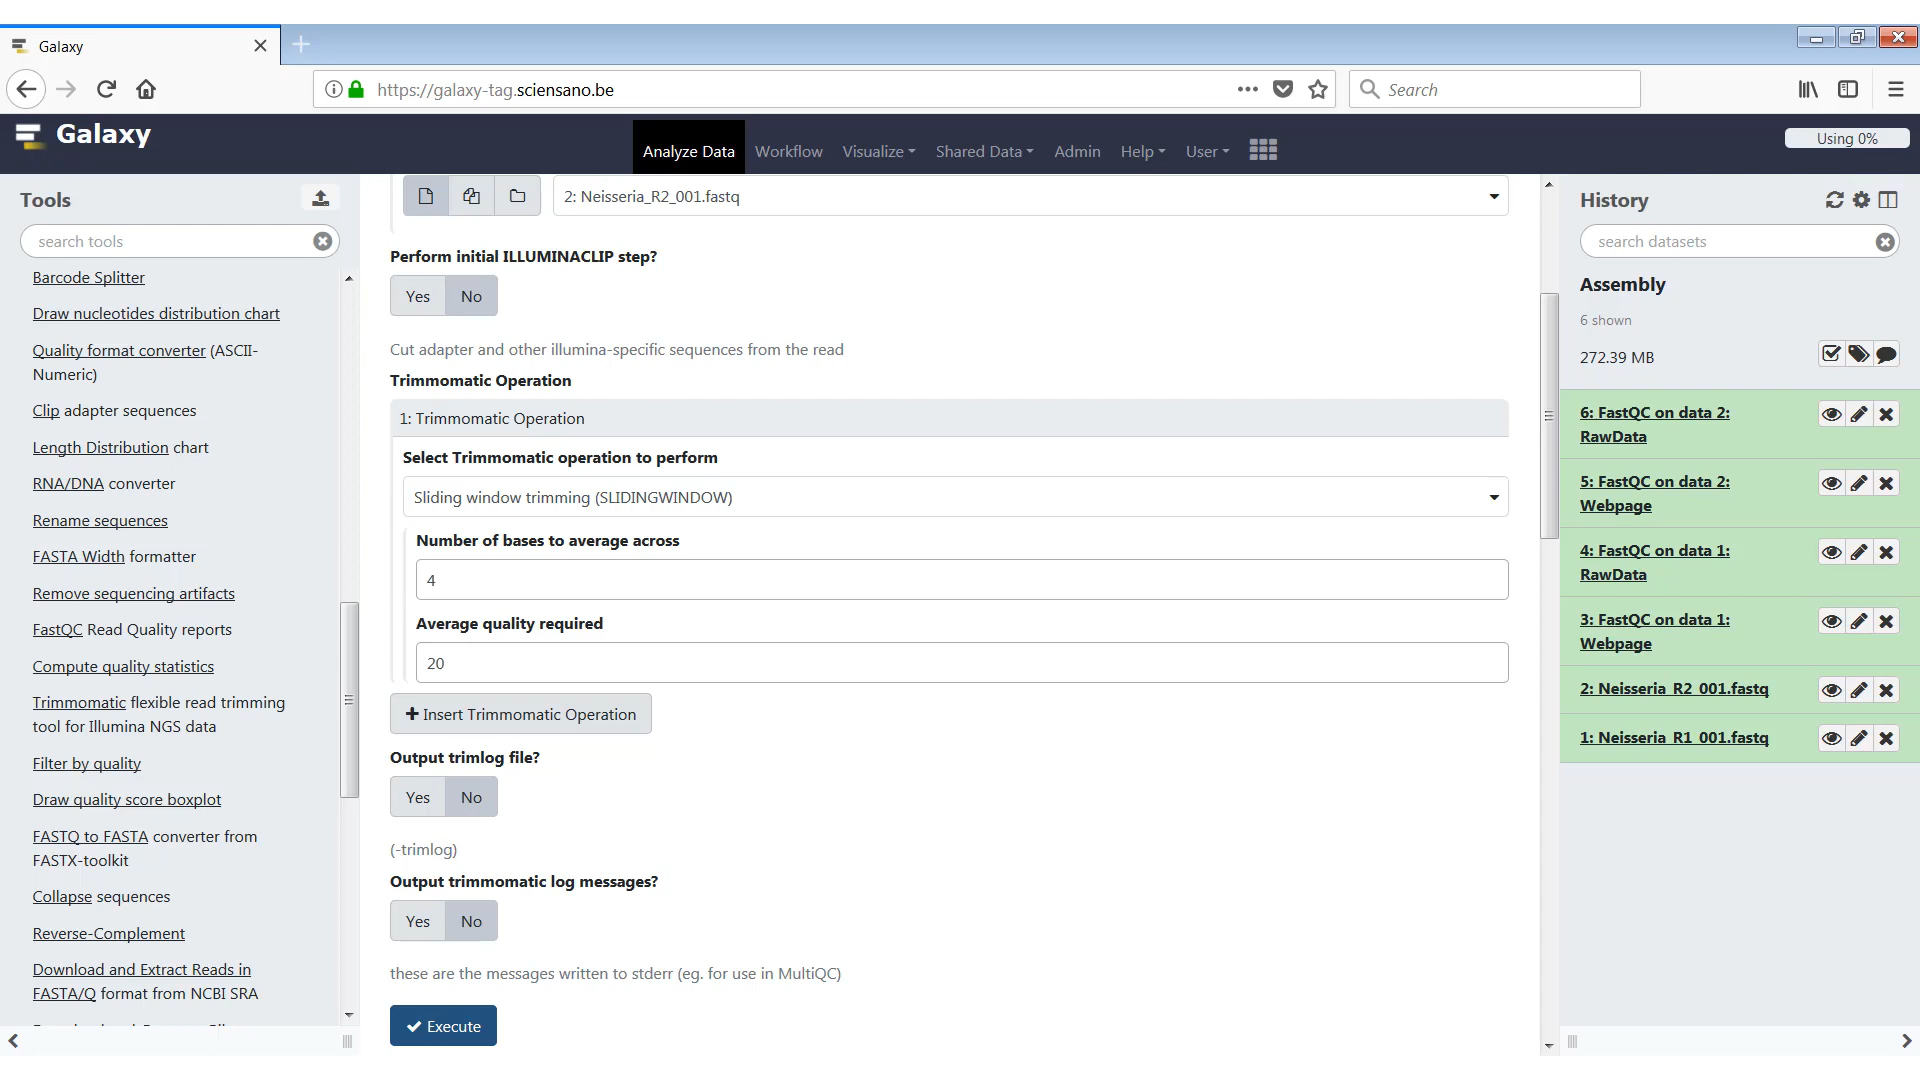 Galaxy
https://galaxy-tag.sciensano.be
Search
Galaxy
Analyze Data
Workflow
Visualize
Shared Data
Admin
Help
User
Using 0%
Tools
search tools
Barcode Splitter
Draw nucleotides distribution chart
Quality format converter (ASCII-
Numeric)
Clip adapter sequences
Length Distribution chart
RNA/DNA converter
Rename sequences
FASTA Width formatter
Remove sequencing artifacts
FastQC Read Quality reports
Compute quality statistics
Trimmomatic flexible read trimming
tool for Illumina NGS data
Filter by quality
Draw quality score boxplot
FASTQ to FASTA converter from
FASTX-toolkit
Collapse sequences
Reverse-Complement
Download and Extract Reads in
FASTA/Q format from NCBI SRA
2: Neisseria_R2_001.fastq
Perform initial ILLUMINACLIP step?
Yes No
Cut adapter and other illumina-specific sequences from the read
Trimmomatic Operation
1: Trimmomatic Operation
Select Trimmomatic operation to perform
Sliding window trimming (SLIDINGWINDOW)
Number of bases to average across
4
Average quality required
20
Insert Trimmomatic Operation
Output trimlog file?
Yes No
(-trimlog)
Output trimmomatic log messages?
Yes No
these are the messages written to stderr (eg. for use in MultiQC)
Execute
History
search datasets
Assembly
6 shown
272.39 MB
6: FastQC on data 2:
RawData
5: FastQC on data 2:
Webpage
4: FastQC on data 1:
RawData
3: FastQC on data 1:
Webpage
2: Neisseria_R2_001.fastq
1: Neisseria_R1_001.fastq